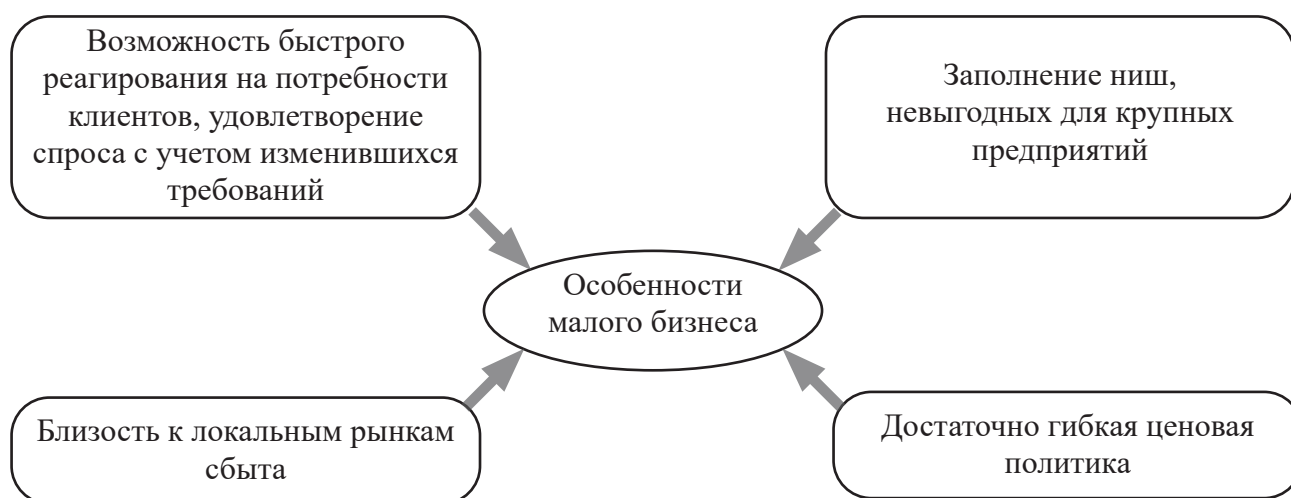 Возможность быстрого
реагирования на потребности
клиентов, удовлетворение
спроса с учетом изменившихся
требований
Заполнение ниш,
невыгодных для крупных
предприятий
Особенности
малого бизнеса
Близость к локальным рынкам
сбыта
Достаточно гибкая ценовая
политика